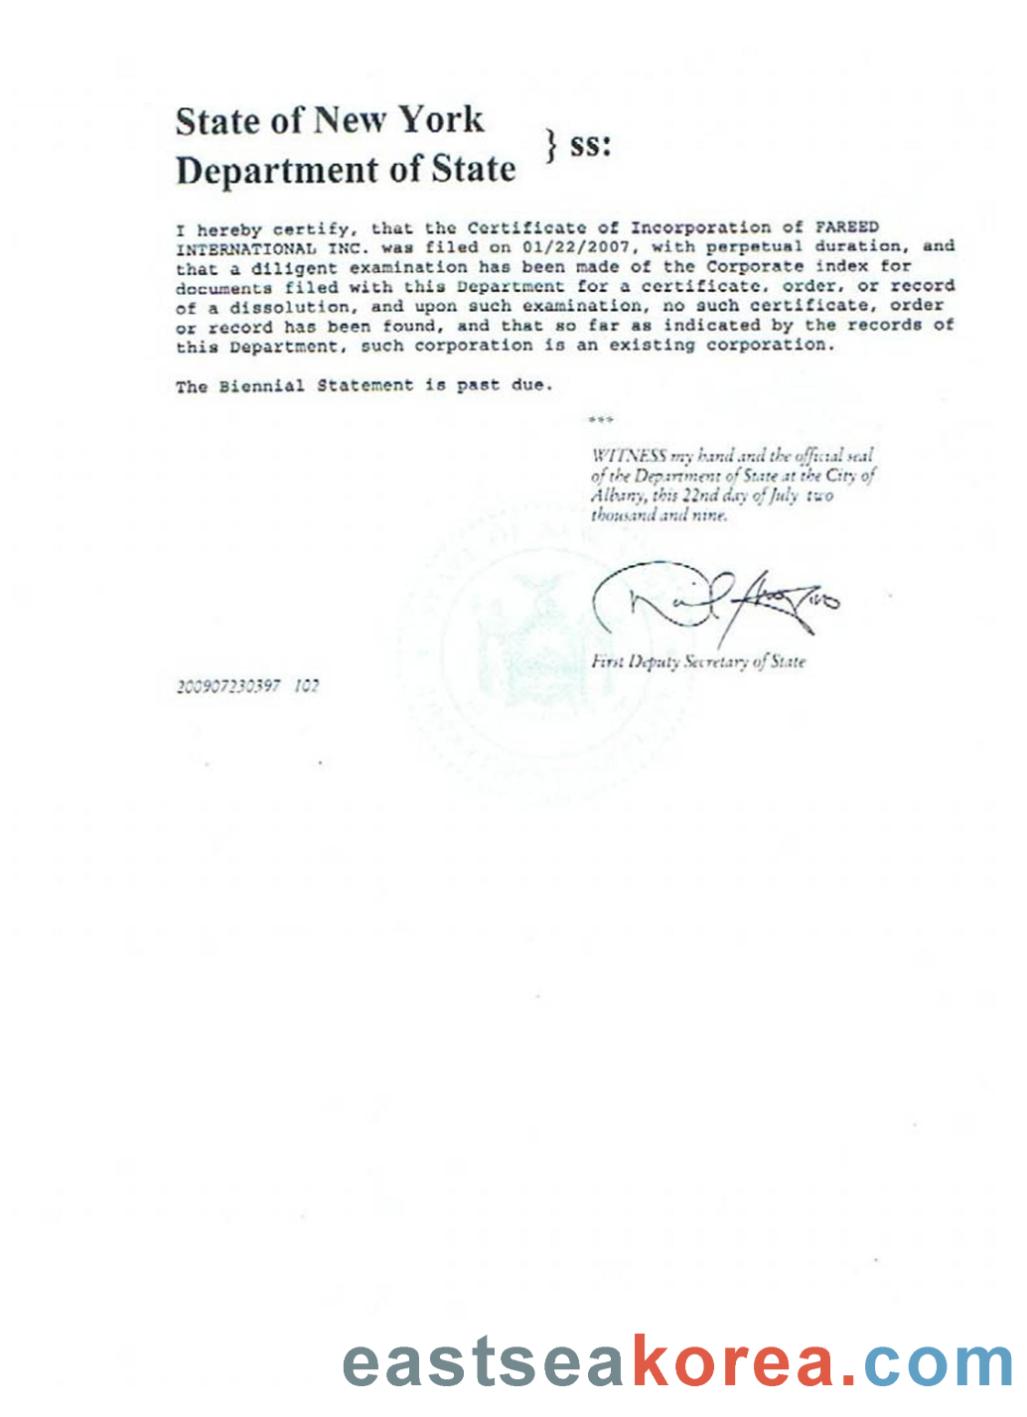 State of New York
Department of State } ss:
I hereby certify, that the Certificate of Incorporation of FAREED
INTERNATIONAL INC. was filed on 01/22/2007, with perpetual duration, and
that a diligent examination has been made of the Corporate index for
documents filed with this Department for a certificate, order, or record
of a dissolution, and upon such examination, no such certificate, order
or record has been found, and that so far as indicated by the records of
this Department, such corporation is an existing corporation.
The Biennial Statement is past due.
***
WITNESS my hand and the official seal
of the Department of State at the City of
Albany, this 22nd day of July two
thousand and nine.
First Deputy Secretary of State
200907230397 102
eastseakorea.com